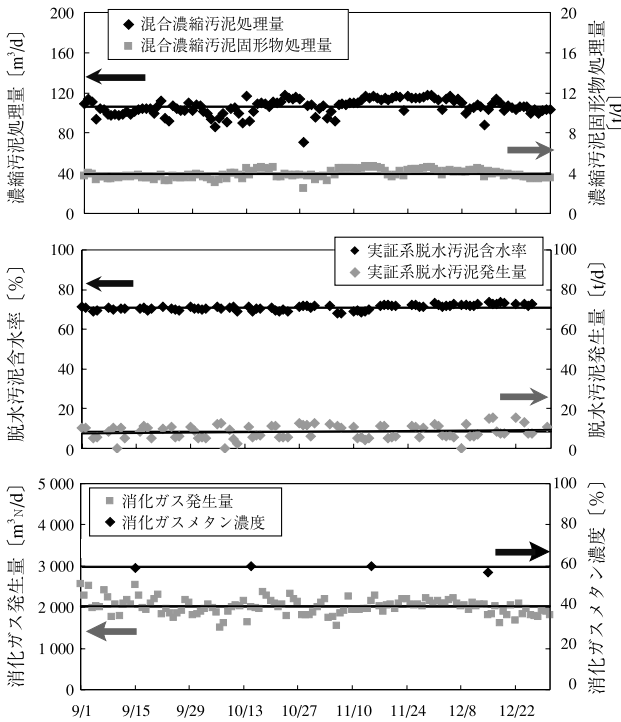 混合濃縮汚泥処理量
混合濃縮汚泥固形物処理量
濃縮汚泥処理量〔m³/d〕
200
160
120
80
40
0
20
16
12
8
4
0
濃縮汚泥固形物処理量
〔t/d〕
実証系脱水汚泥含水率
実証系脱水汚泥発生量
脱水汚泥含水率〔%〕
100
80
60
40
20
0
100
80
60
40
20
0
脱水汚泥発生量〔t/d〕
消化ガス発生量
消化ガスメタン濃度
消化ガス発生量〔m³N/d〕
5 000
4 000
3 000
2 000
1 000
0
100
80
60
40
20
0
消化ガスメタン濃度〔%〕
9/1 9/15 9/29 10/13 10/27 11/10 11/24 12/8 12/22